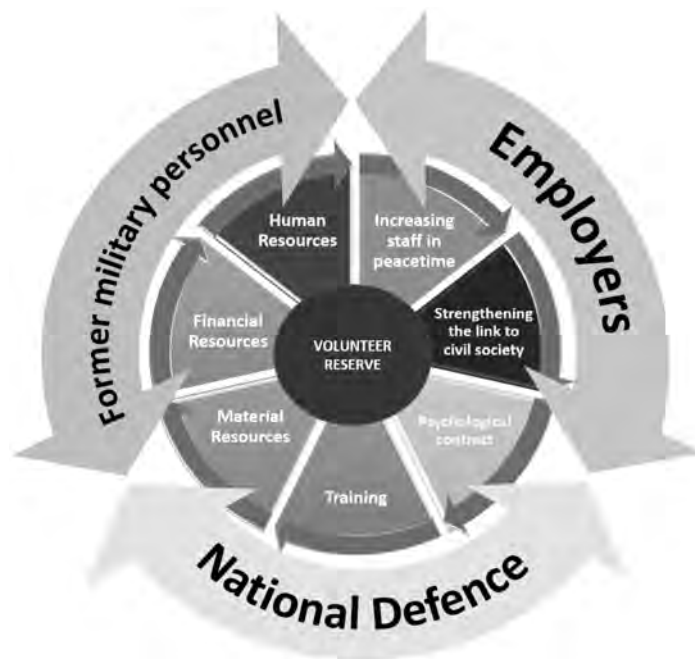 Former military personnel
Employers
National Defence
Human
Resources
Increasing
staff in
peacetime
Strengthening
the link to
civil society
Psychological
contract
Training
Material
Resources
Financial
Resources
VOLUNTEER
RESERVE